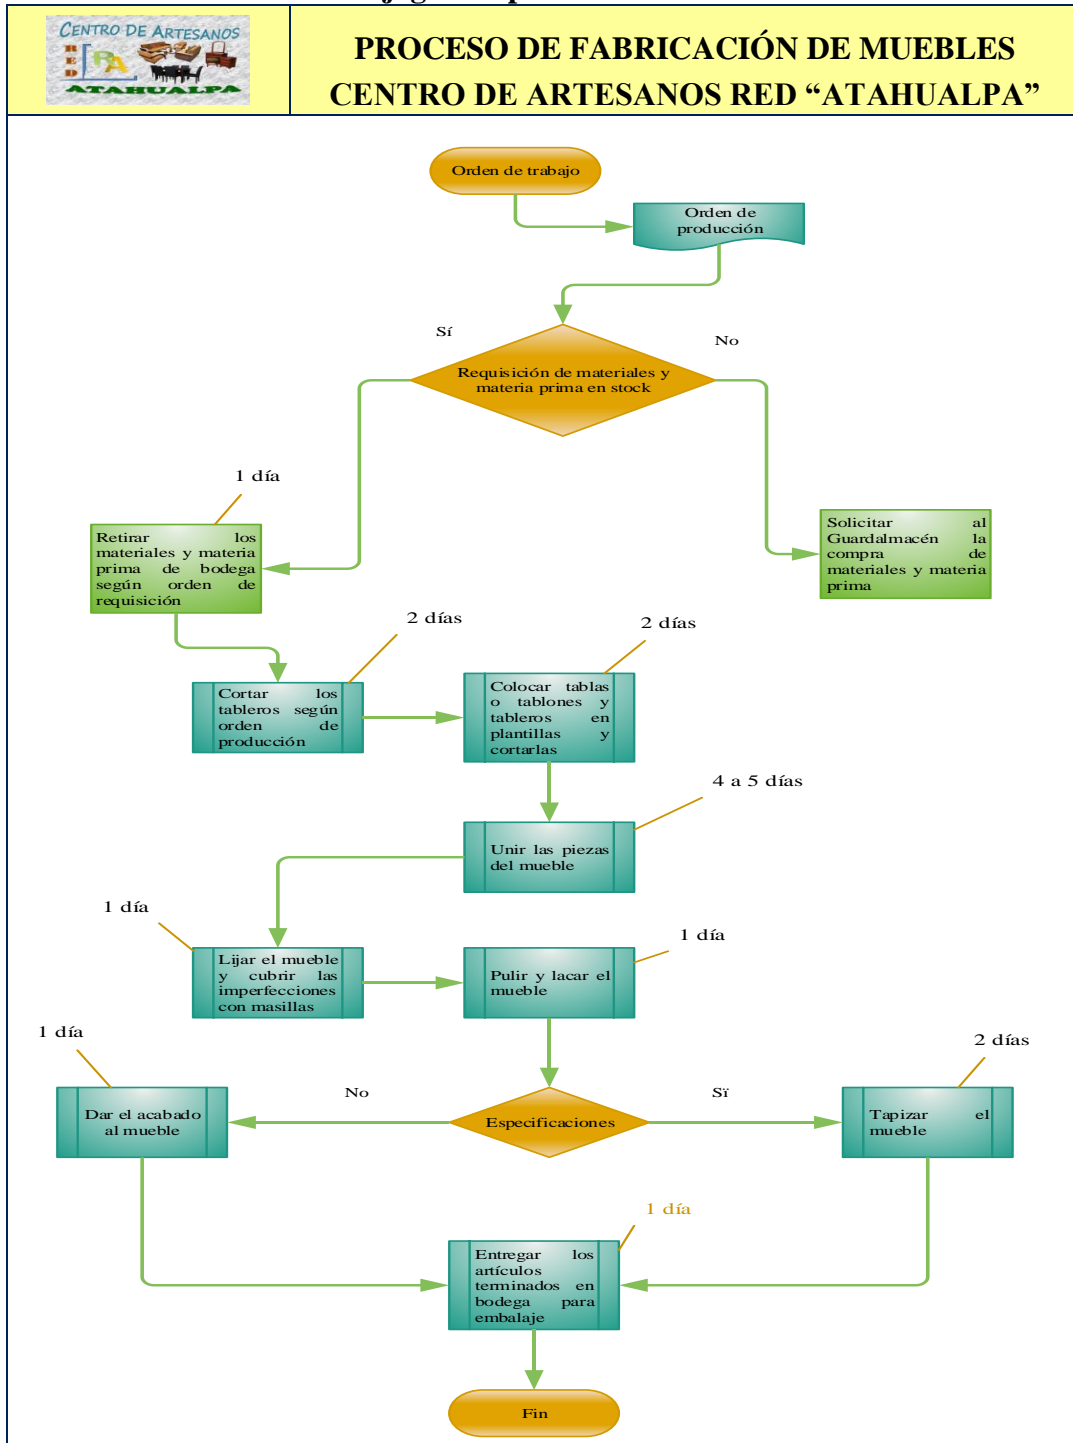 CENTRO DE ARTESANOS
RED
RA
ATAHUALPA
PROCESO DE FABRICACIÓN DE MUEBLES
CENTRO DE ARTESANOS RED “ATAHUALPA”
Orden de trabajo
Orden de
producción
Sí
No
Requisición de materiales y
materia prima en stock
1 día
Retirar los
materiales y materia
prima de bodega
según orden de
requisición
Solicitar al
Guardalmacén la
compra de
materiales y materia
prima
2 días
2 días
Cortar los
tableros según
orden de
producción
Colocar tablas
o tablones y
tableros en
plantillas y
cortarlas
4 a 5 días
Unir las piezas
del mueble
1 día
1 día
Lijar el mueble
y cubrir las
imperfecciones
con masillas
Pulir y lacar el
mueble
1 día
2 días
No
Sï
Dar el acabado
al mueble
Especificaciones
Tapizar el
mueble
1 día
Entregar los
artículos
terminados en
bodega para
embalaje
Fin